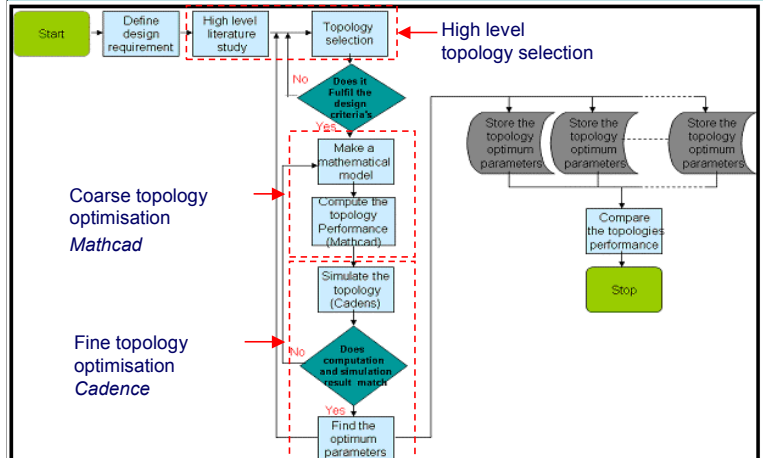 Start
Define
design
requirement
High level
literature
study
Topology
selection
High level
topology selection
No
Does it
Fulfil the
design
criteria's
Yes
Store the
topology
optimum
parameters
Store the
topology
optimum
parameters
Store the
topology
optimum
parameters
Make a
mathematical
model
Coarse topology
optimisation
Mathcad
Compute the
topology
Performance
(Mathcad)
Compare
the topologies
performance
Simulate the
topology
(Cadens)
Stop
Fine topology
optimisation
Cadence
No
Does
computation
and simulation
result match
Yes
Find the
optimum
parameters